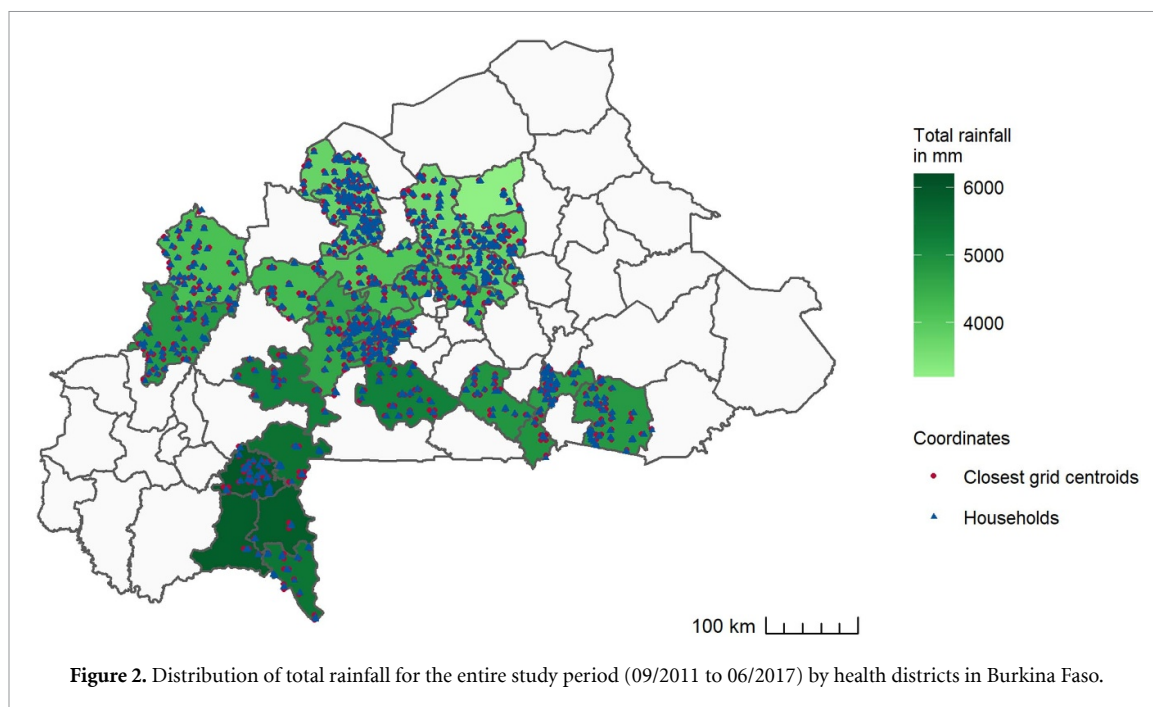 Total rainfall
in mm
6000
5000
4000
Coordinates
Closest grid centroids
Households
100 km
Figure 2. Distribution of total rainfall for the entire study period (09/2011 to 06/2017) by health districts in Burkina Faso.